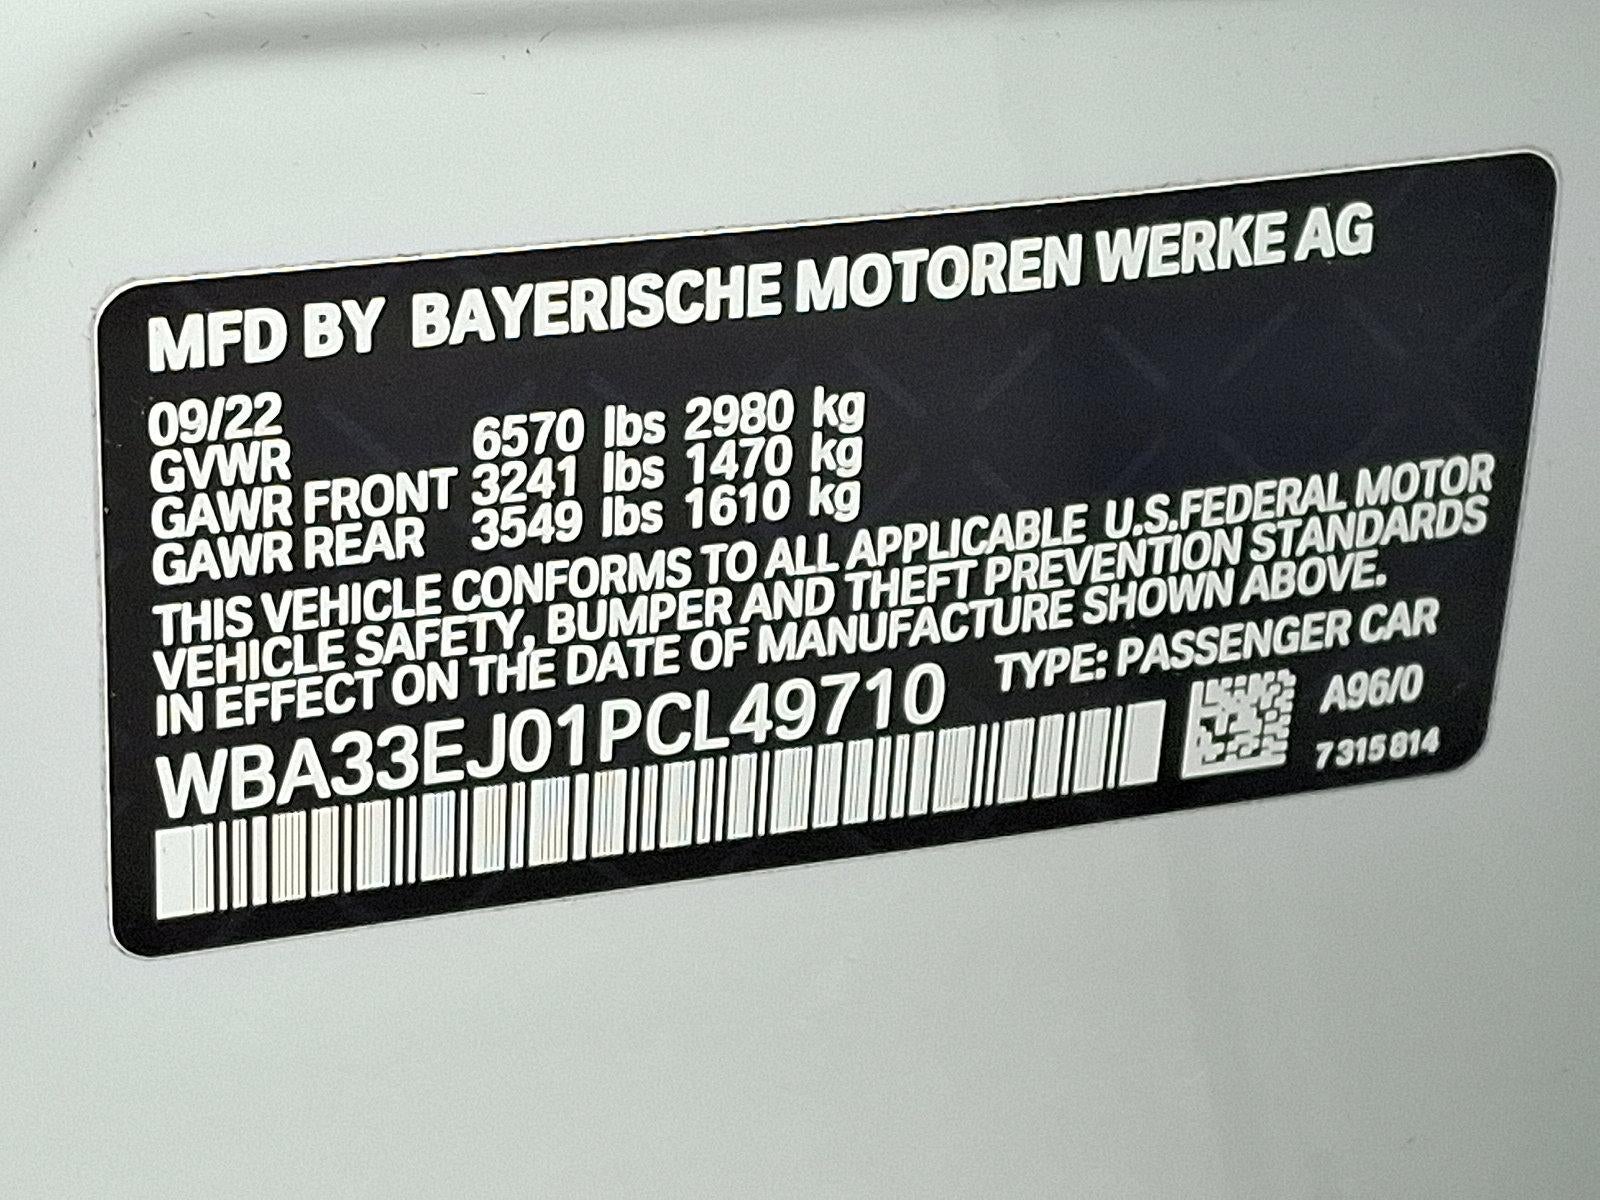 MFD BY BAYERISCHE MOTOREN WERKE AG
09/22
GVWR 6570 lbs 2980 kg
GAWR FRONT 3241 lbs 1470 kg
GAWR REAR 3549 lbs 1610 kg
THIS VEHICLE CONFORMS TO ALL APPLICABLE U.S.FEDERAL MOTOR
VEHICLE SAFETY, BUMPER AND THEFT PREVENTION STANDARDS
IN EFFECT ON THE DATE OF MANUFACTURE SHOWN ABOVE.
WBA33EJ01PCL49710 TYPE: PASSENGER CAR
A96/0
7 315 814